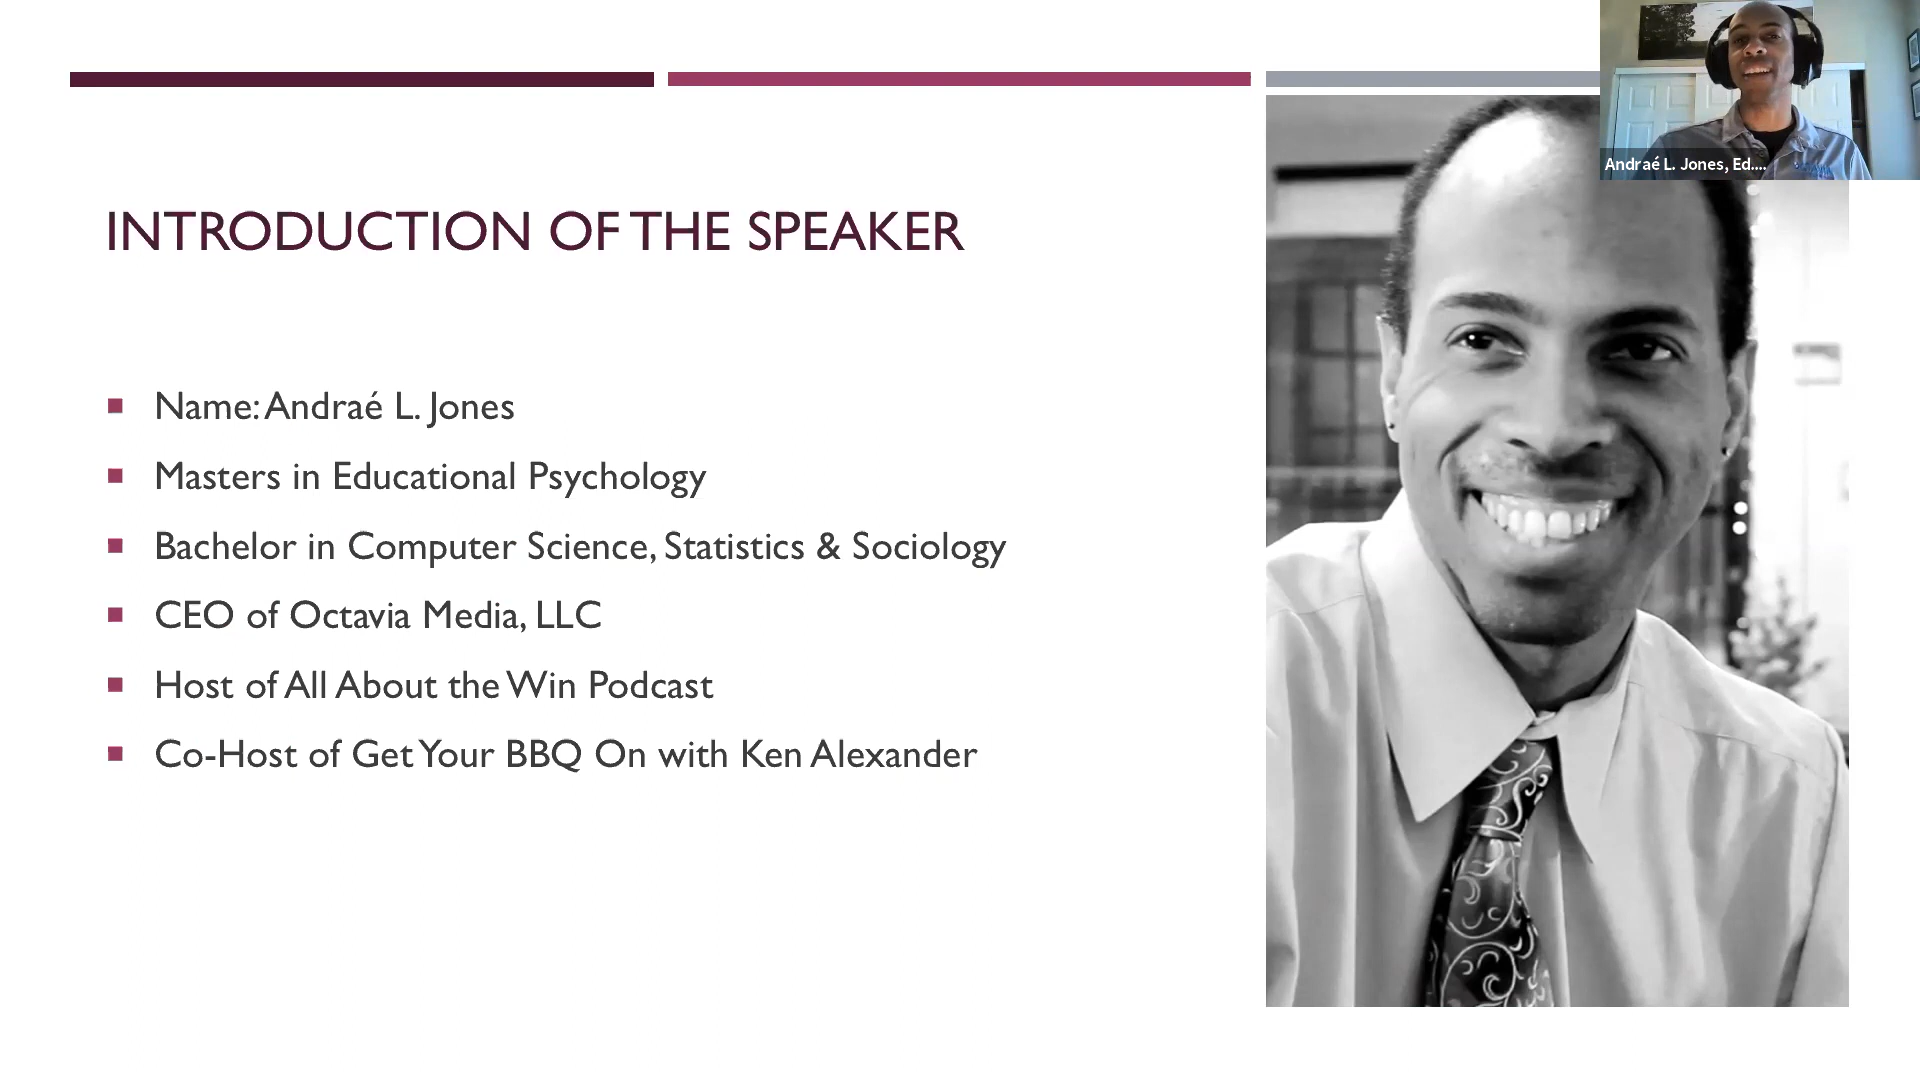 Andraé L. Jones, Ed....
INTRODUCTION OF THE SPEAKER
Name: Andraé L. Jones
Masters in Educational Psychology
Bachelor in Computer Science, Statistics & Sociology
CEO of Octavia Media, LLC
Host of All About the Win Podcast
Co-Host of Get Your BBQ On with Ken Alexander